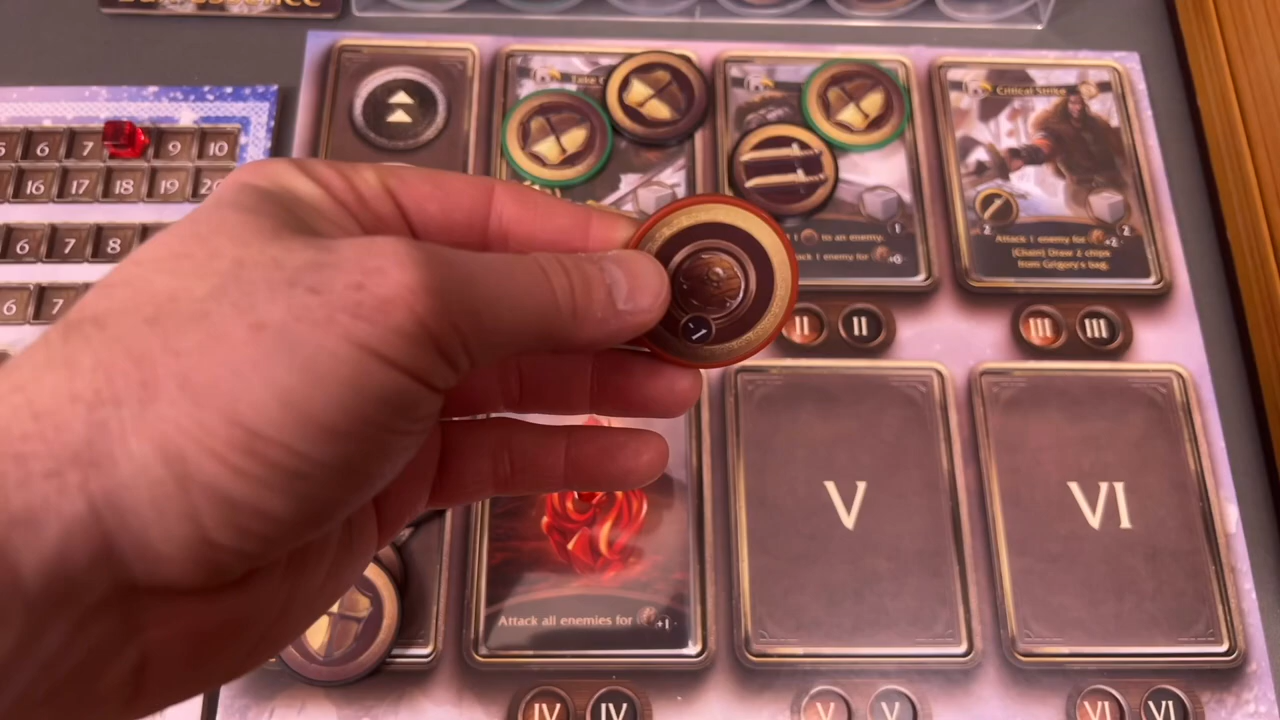 6 7 9 10
16 17 18 19
6 7 8
6 7
Take
1
1 to an enemy.
1 enemy for +0.
Critical Strike
2 2
Attack 1 enemy for +2.
[Chain] Draw 2 chips
from Grigory's bag.
-1
II II
III III
V
VI
Attack all enemies for +1.
IV IV
V V
VI VI